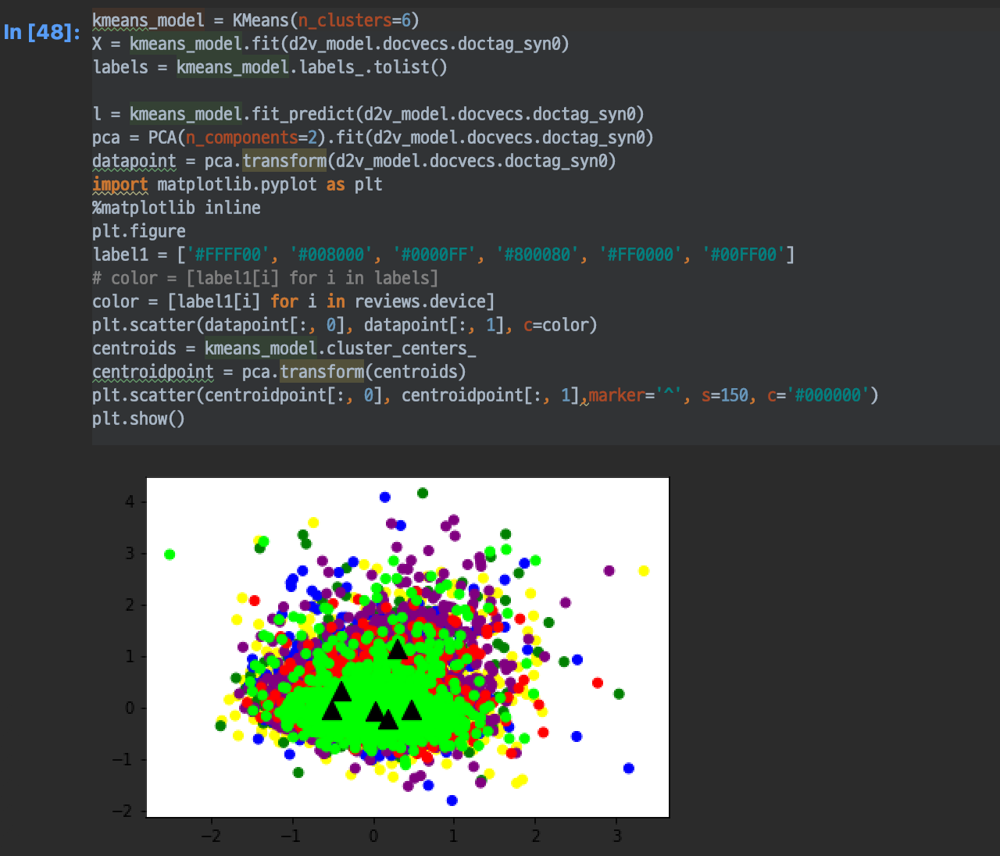 In [48]:
kmeans_model = KMeans(n_clusters=6)
X = kmeans_model.fit(d2v_model.docvecs.doctag_syn0)
labels = kmeans_model.labels_.tolist()
l = kmeans_model.fit_predict(d2v_model.docvecs.doctag_syn0)
pca = PCA(n_components=2).fit(d2v_model.docvecs.doctag_syn0)
datapoint = pca.transform(d2v_model.docvecs.doctag_syn0)
import matplotlib.pyplot as plt
%matplotlib inline
plt.figure
label1 = ['#FFFF00', '#008000', '#0000FF', '#800080', '#FF0000', '#00FF00']
# color = [label1[i] for i in labels]
color = [label1[i] for i in reviews.device]
plt.scatter(datapoint[:, 0], datapoint[:, 1], c=color)
centroids = kmeans_model.cluster_centers_
centroidpoint = pca.transform(centroids)
plt.scatter(centroidpoint[:, 0], centroidpoint[:, 1],marker='^', s=150, c='#000000')
plt.show()
4
3
2
1
0
−1
−2
−2 −1 0 1 2 3